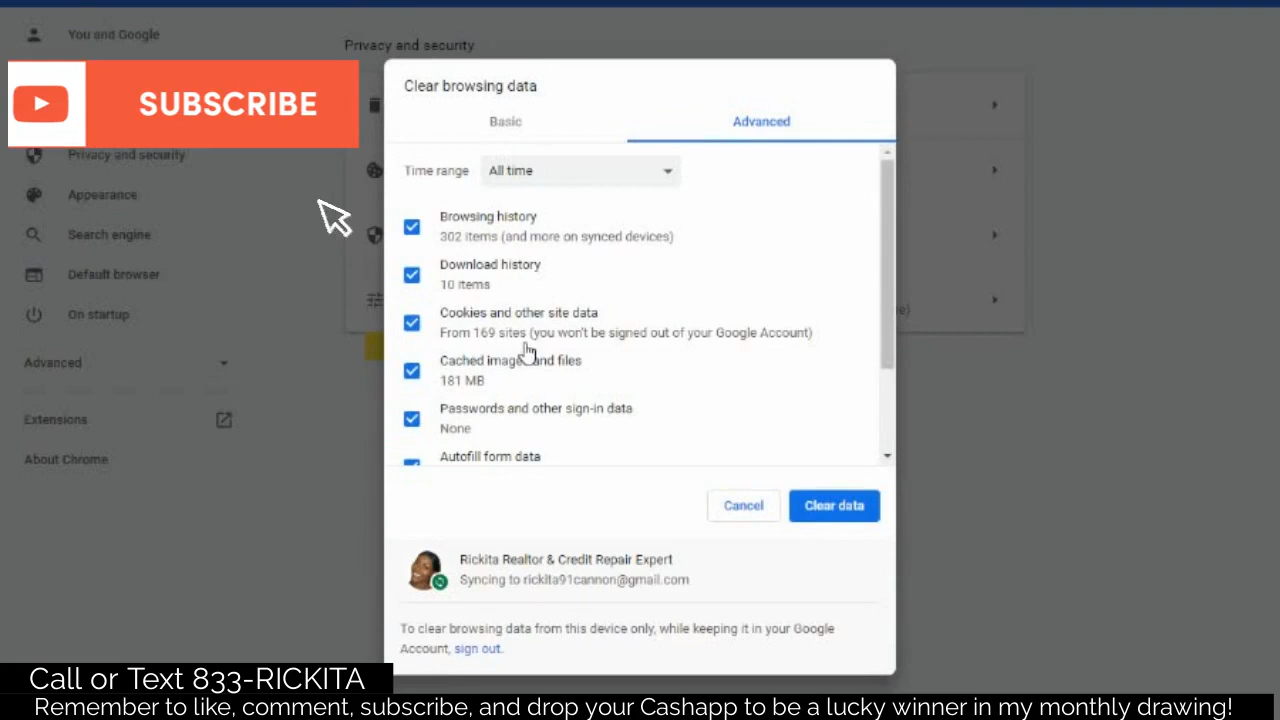 You and Google
Privacy and security
SUBSCRIBE
Privacy and security
Appearance
Search engine
Default browser
On startup
Advanced
Extensions
About Chrome
Clear browsing data
Basic
Advanced
Time range
All time
Browsing history
302 items (and more on synced devices)
Download history
10 items
Cookies and other site data
From 169 sites (you won't be signed out of your Google Account)
Cached images and files
181 MB
Passwords and other sign-in data
None
Autofill form data
Cancel
Clear data
Rickita Realtor & Credit Repair Expert
Syncing to rickita91cannon@gmail.com
To clear browsing data from this device only, while keeping it in your Google
Account, sign out.
Call or Text 833-RICKITA
Remember to like, comment, subscribe, and drop your Cashapp to be a lucky winner in my monthly drawing!